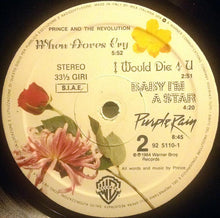 PRINCE AND THE REVOLUTION
When Doves Cry
5:52
STEREO
33⅓ GIRI
S.I.A.E.
I Would Die 4 U
2:51
BABY I'M
A STAR
4:20
Purple Rain
8:45
2
92 5110-1
℗ 1984 Warner Bros
Records
All words and music by Prince